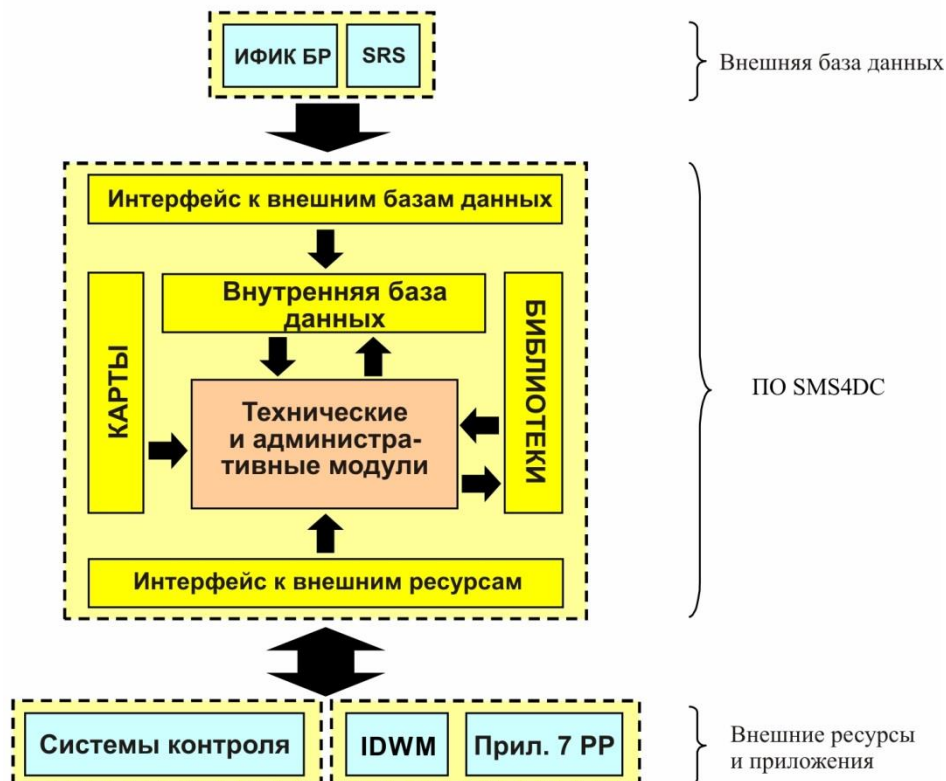 ИФИК БР
SRS
Внешняя база данных
Интерфейс к внешним базам данных
Внутренняя база
данных
КАРТЫ
БИБЛИОТЕКИ
Технические
и администра-
тивные модули
ПО SMS4DC
Интерфейс к внешним ресурсам
Системы контроля
IDWM
Прил. 7 РР
Внешние ресурсы
и приложения